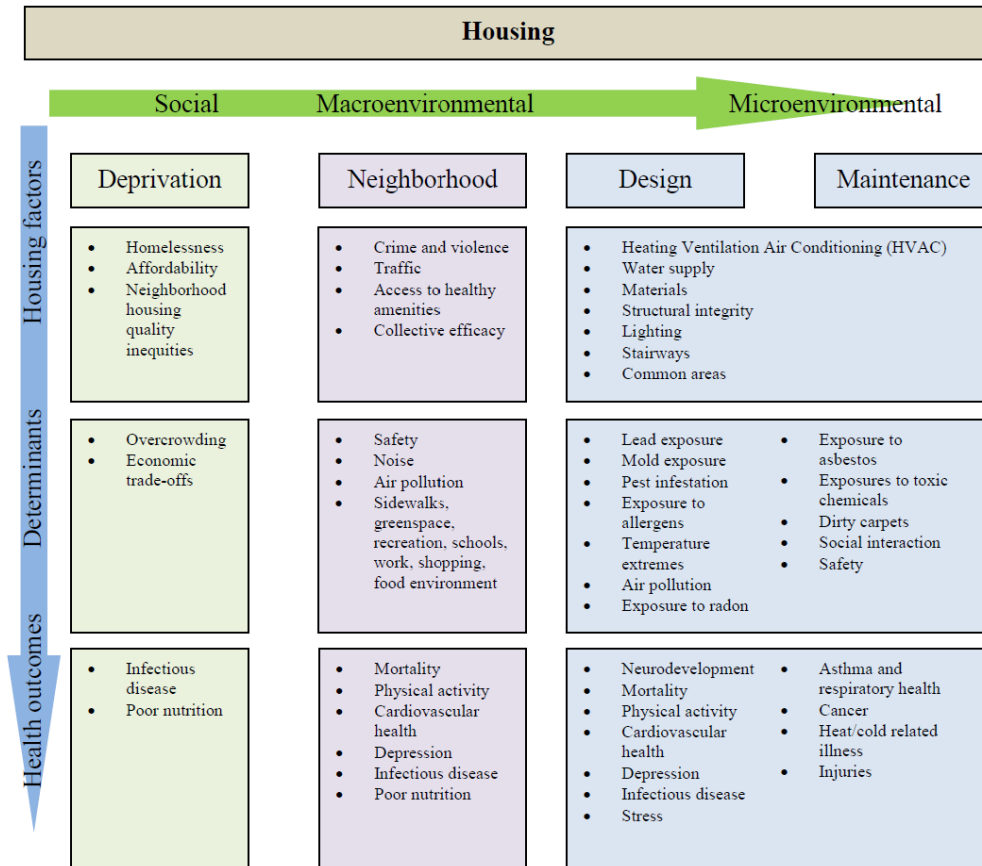 Housing
Social
Macroenvironmental
Microenvironmental
Housing factors
Determinants
Health outcomes
Deprivation
Neighborhood
Design
Maintenance
• Homelessness
• Affordability
• Neighborhood
housing
quality
inequities
• Crime and violence
• Traffic
• Access to healthy
amenities
• Collective efficacy
• Heating Ventilation Air Conditioning (HVAC)
• Water supply
• Materials
• Structural integrity
• Lighting
• Stairways
• Common areas
• Overcrowding
• Economic
trade-offs
• Safety
• Noise
• Air pollution
• Sidewalks,
greenspace,
recreation, schools,
work, shopping,
food environment
• Lead exposure
• Mold exposure
• Pest infestation
• Exposure to
allergens
• Temperature
extremes
• Air pollution
• Exposure to radon
• Exposure to
asbestos
• Exposures to toxic
chemicals
• Dirty carpets
• Social interaction
• Safety
• Infectious
disease
• Poor nutrition
• Mortality
• Physical activity
• Cardiovascular
health
• Depression
• Infectious disease
• Poor nutrition
• Neurodevelopment
• Mortality
• Physical activity
• Cardiovascular
health
• Depression
• Infectious disease
• Stress
• Asthma and
respiratory health
• Cancer
• Heat/cold related
illness
• Injuries